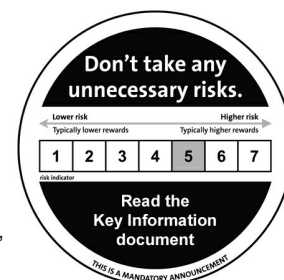 Don't take any
unnecessary risks.
Lower risk Higher risk
Typically lower rewards Typically higher rewards
1 2 3 4 5 6 7
risk indicator
Read the
Key Information
document
THIS IS A MANDATORY ANNOUNCEMENT
,